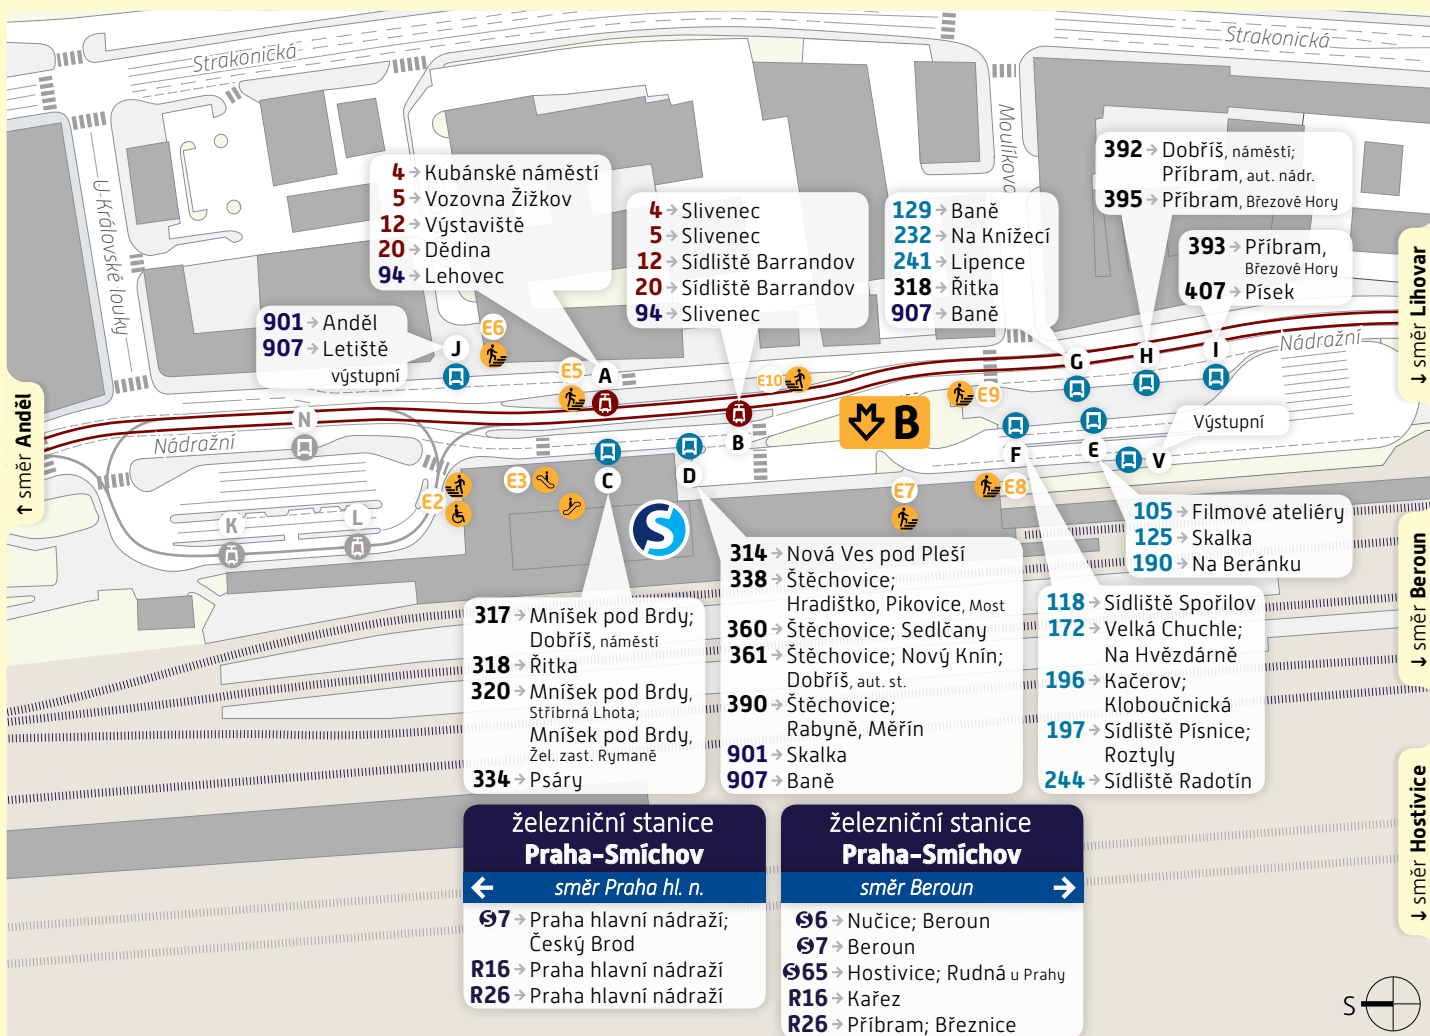 Strakonická
Strakonická
U-Královské louky
Moulíkova
4 → Kubánské náměstí
5 → Vozovna Žižkov
12 → Výstaviště
20 → Dědina
94 → Lehovec
4 → Slivenec
5 → Slivenec
12 → Sídliště Barrandov
20 → Sídliště Barrandov
94 → Slivenec
129 → Baně
232 → Na Knížecí
241 → Lipence
318 → Řitka
907 → Baně
392 → Dobříš, náměstí;
Příbram, aut. nádr.
395 → Příbram, Březové Hory
393 → Příbram,
Březové Hory
407 → Písek
901 → Anděl
907 → Letiště
výstupní
↓ směr Lihovar
↑ směr Anděl
↓ směr Beroun
↓ směr Hostivice
J
E6
E5
A
E10
B
B
E9
G
H
I
Nádražní
Nádražní
N
K
L
E2
E3
C
D
E7
E8
F
E
V
Výstupní
S
105 → Filmové ateliéry
125 → Skalka
190 → Na Beránku
317 → Mníšek pod Brdy;
Dobříš, náměstí
318 → Řitka
320 → Mníšek pod Brdy,
Stříbrná Lhota;
Mníšek pod Brdy,
Žel. zast. Rymaně
334 → Psáry
314 → Nová Ves pod Pleší
338 → Štěchovice;
Hradištko, Pikovice, Most
360 → Štěchovice; Sedlčany
361 → Štěchovice; Nový Knín;
Dobříš, aut. st.
390 → Štěchovice;
Rabyně, Měřín
901 → Skalka
907 → Baně
118 → Sídliště Spořilov
172 → Velká Chuchle;
Na Hvězdárně
196 → Kačerov;
Kloboučnická
197 → Sídliště Písnice;
Roztyly
244 → Sídliště Radotín
železniční stanice
Praha-Smíchov
← směr Praha hl. n.
S7 → Praha hlavní nádraží;
Český Brod
R16 → Praha hlavní nádraží
R26 → Praha hlavní nádraží
železniční stanice
Praha-Smíchov
směr Beroun →
S6 → Nučice; Beroun
S7 → Beroun
S65 → Hostivice; Rudná u Prahy
R16 → Kařez
R26 → Příbram; Březnice
S